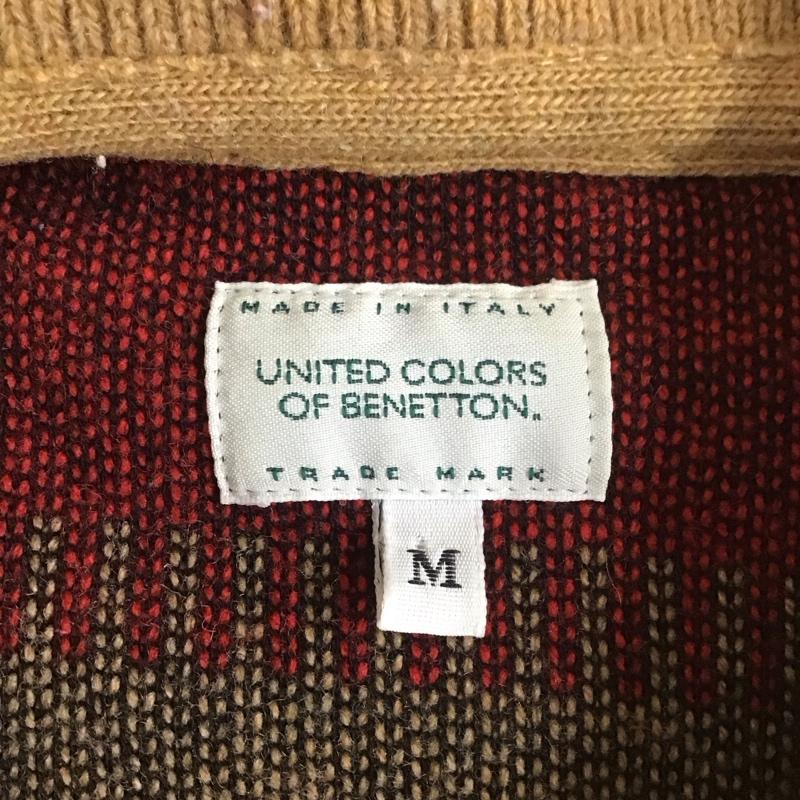 MADE IN ITALY
UNITED COLORS
OF BENETTON.
TRADE MARK
M